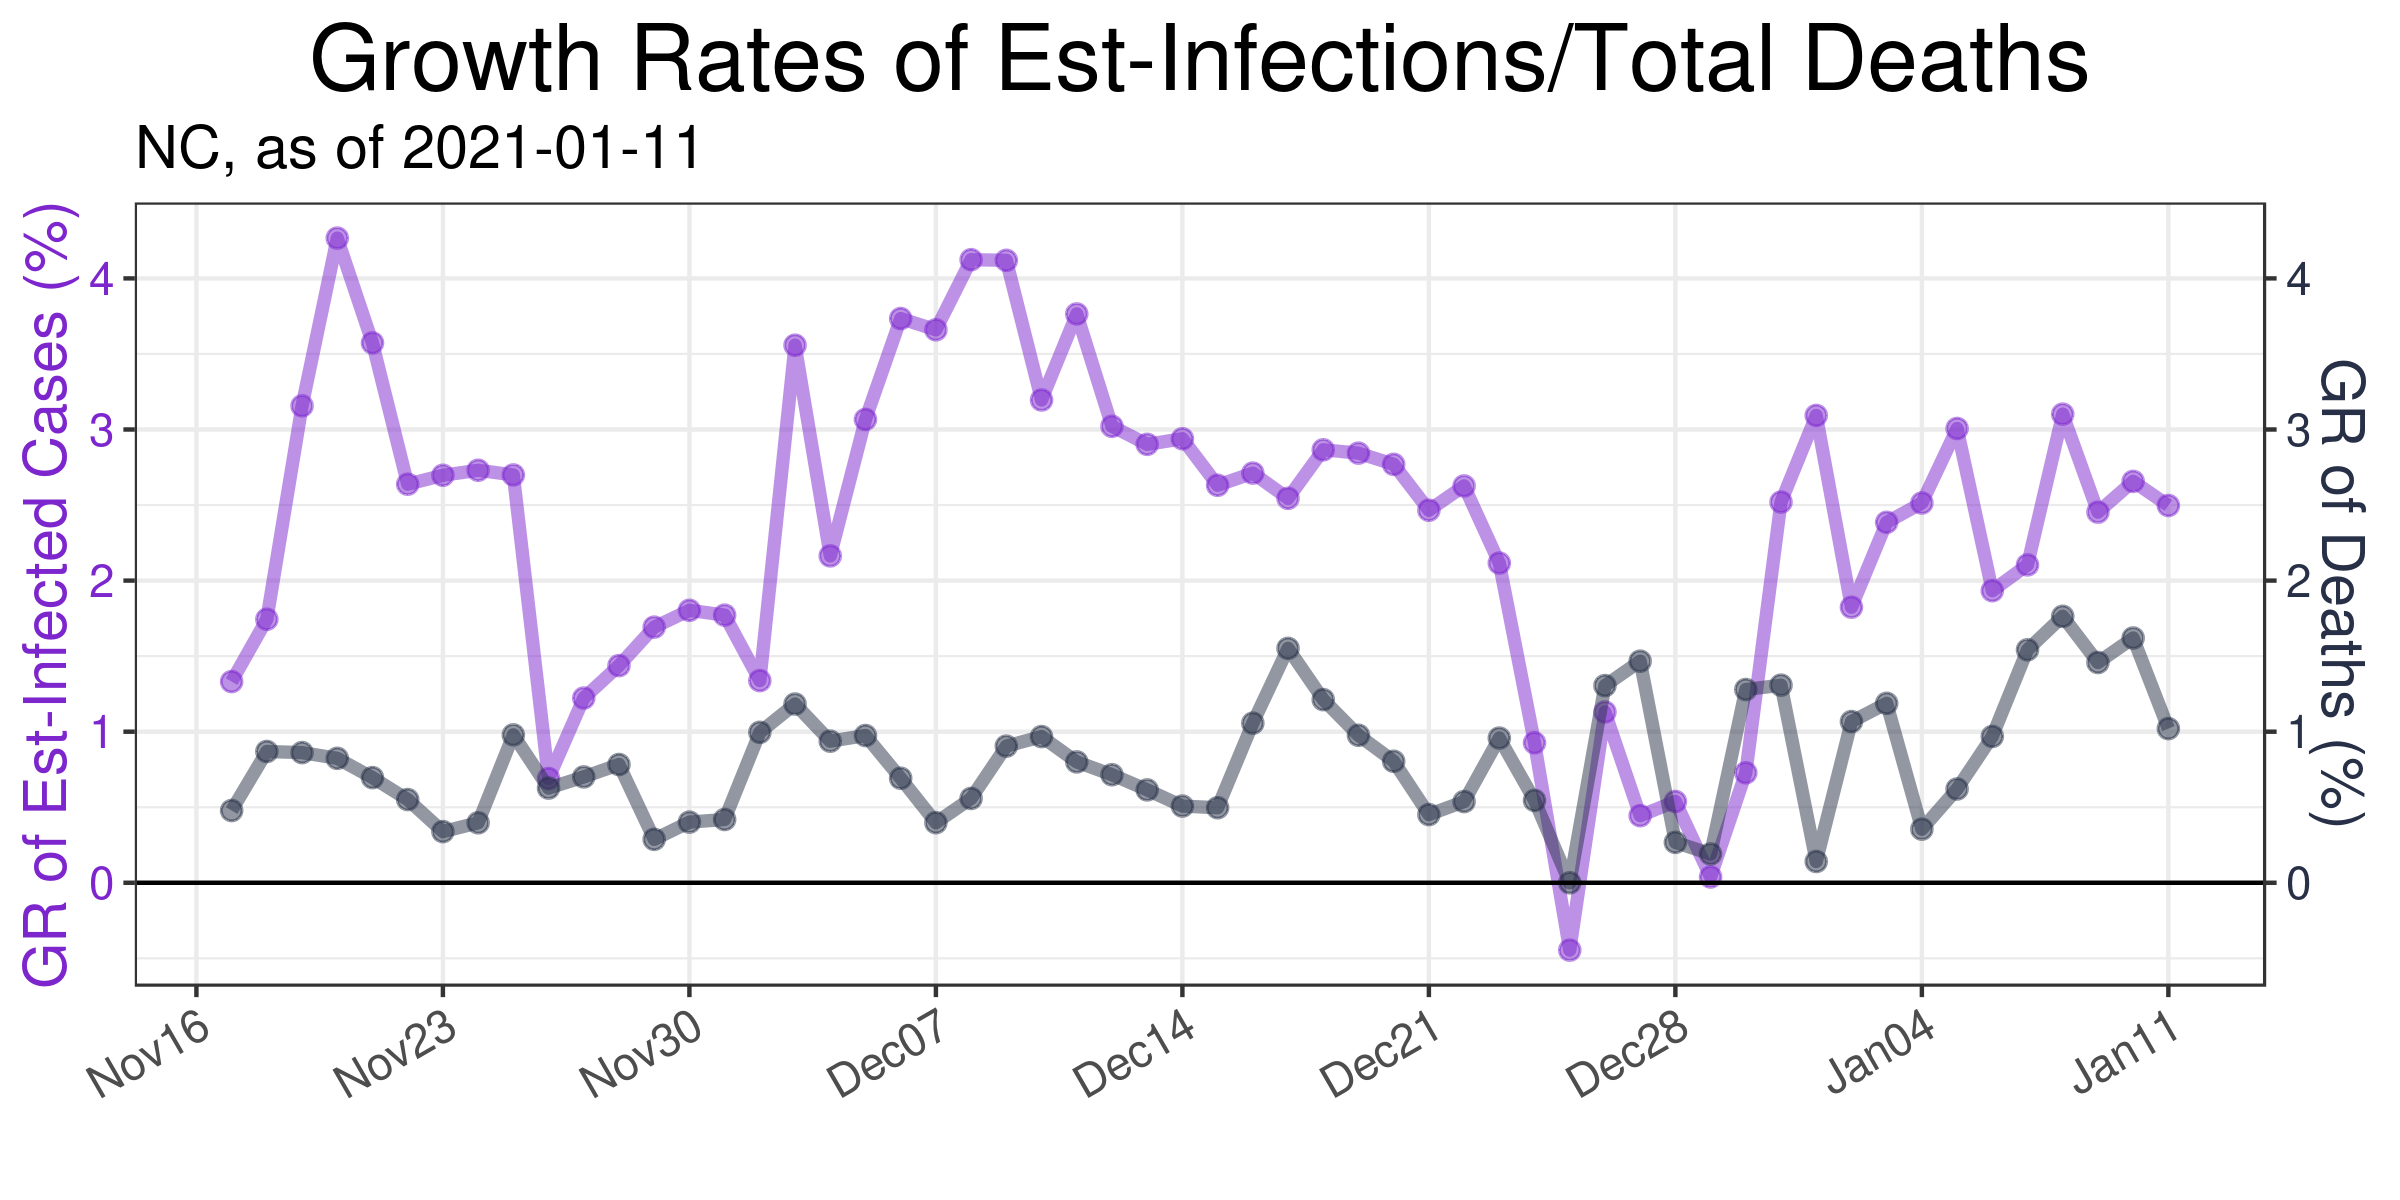 Growth Rates of Est-Infections/Total Deaths
NC, as of 2021-01-11
GR of Est-Infected Cases (%)
4
3
2
1
0
4
3
2
1
0
GR of Deaths (%)
Nov16
Nov23
Nov30
Dec07
Dec14
Dec21
Dec28
Jan04
Jan11